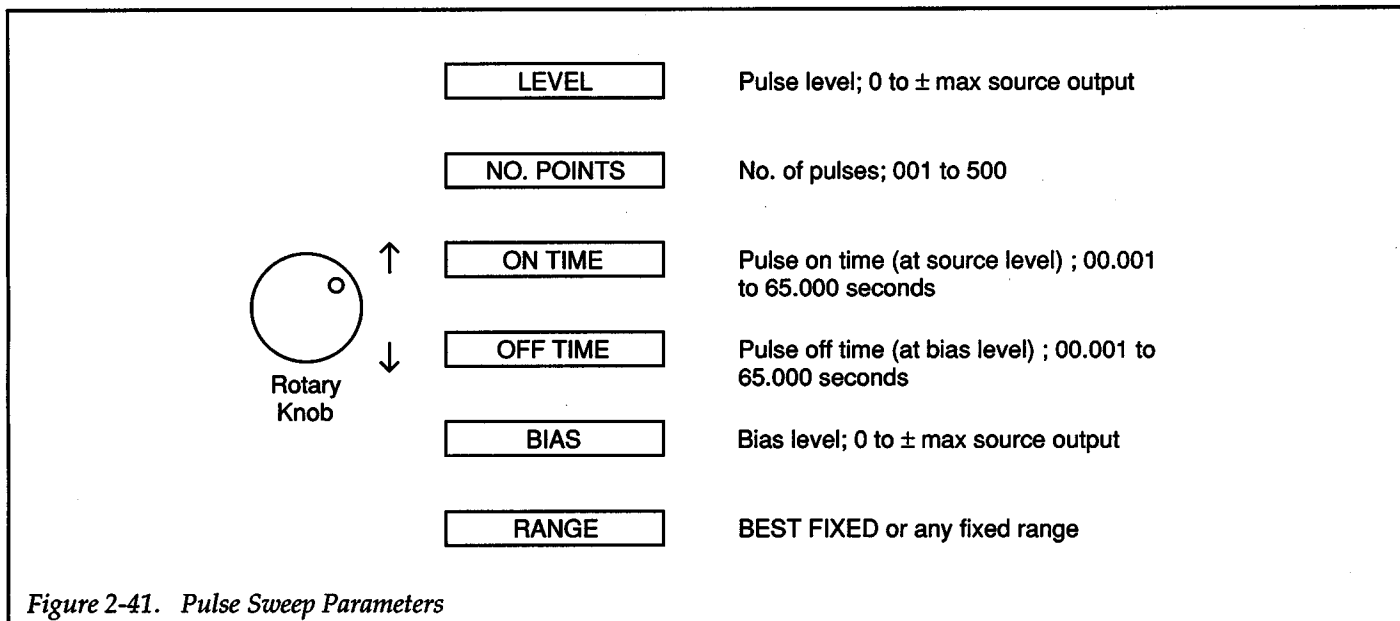 LEVEL Pulse level; 0 to ± max source output
NO. POINTS No. of pulses; 001 to 500
↑ ON TIME Pulse on time (at source level) ; 00.001
to 65.000 seconds
↓ OFF TIME Pulse off time (at bias level) ; 00.001 to
65.000 seconds
Rotary
Knob
BIAS Bias level; 0 to ± max source output
RANGE BEST FIXED or any fixed range
Figure 2-41. Pulse Sweep Parameters